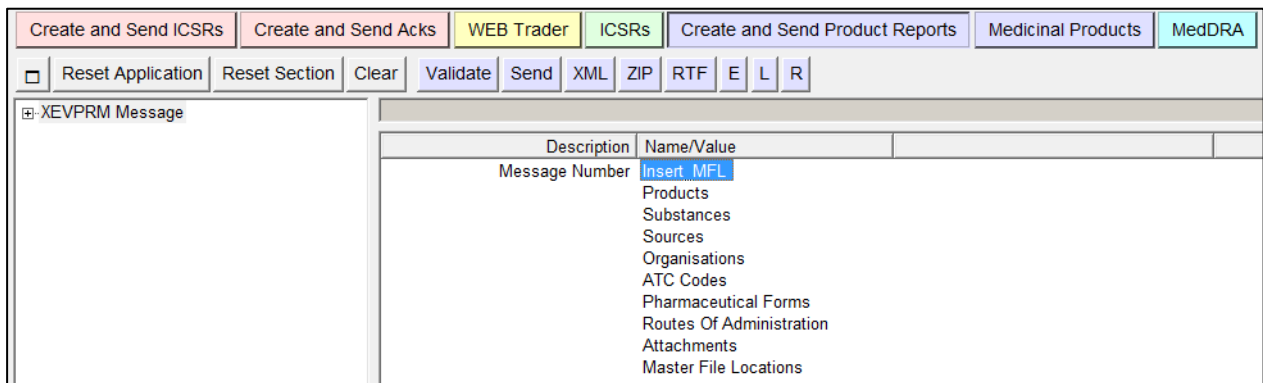 Create and Send ICSRs Create and Send Acks WEB Trader ICSRs Create and Send Product Reports Medicinal Products MedDRA
Reset Application Reset Section Clear Validate Send XML ZIP RTF E L R
XEVPRM Message
Description Name/Value
Message Number Insert_MFL
Products
Substances
Sources
Organisations
ATC Codes
Pharmaceutical Forms
Routes Of Administration
Attachments
Master File Locations